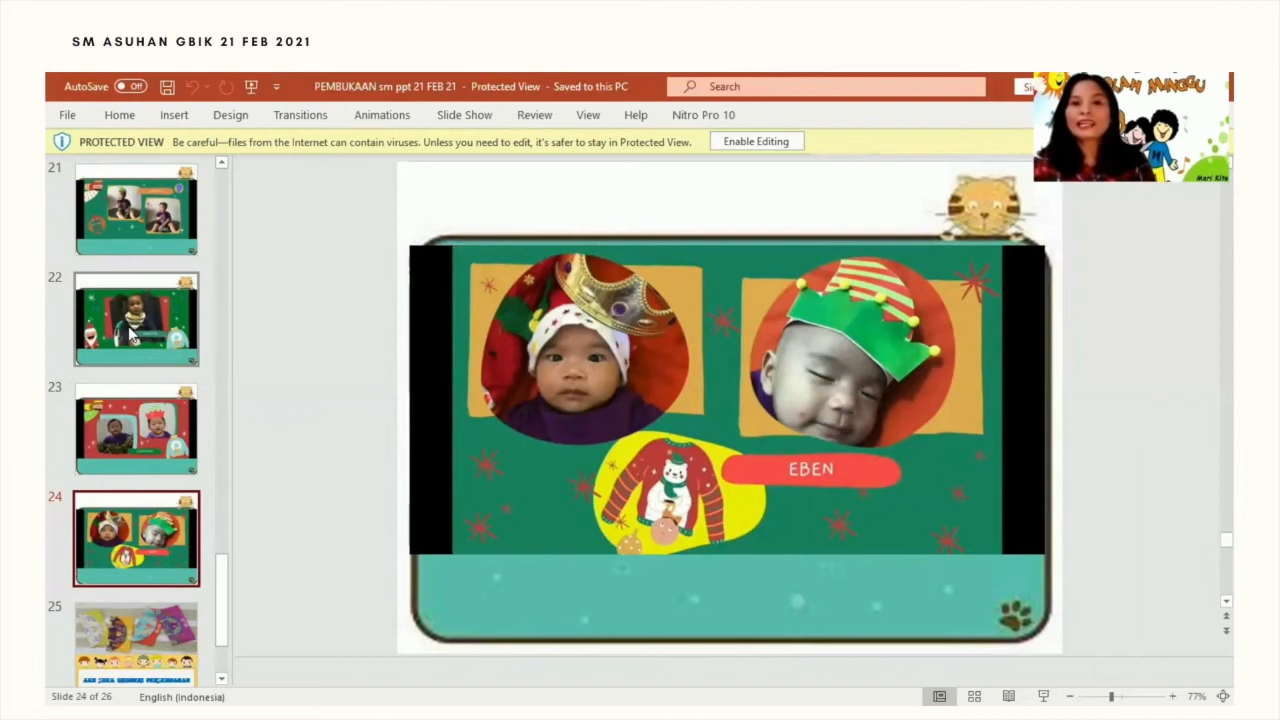 SM ASUHAN GBIK 21 FEB 2021
AutoSave Off PEMBUKAAN sm ppt 21 FEB 21 - Protected View - Saved to this PC Search
MINGGU
File Home Insert Design Transitions Animations Slide Show Review View Help Nitro Pro 10
PROTECTED VIEW Be careful—files from the Internet can contain viruses. Unless you need to edit, it's safer to stay in Protected View. Enable Editing
Mari Kita
21
22
23
24
25
EBEN
Slide 24 of 26 English (Indonesia) 77%